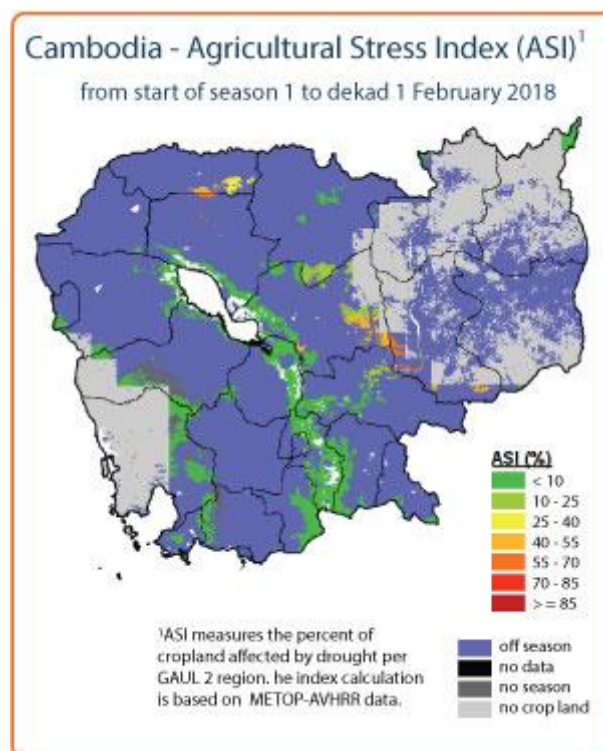 Cambodia - Agricultural Stress Index (ASI)¹
from start of season 1 to dekad 1 February 2018
ASI (%)
< 10
10 - 25
25 - 40
40 - 55
55 - 70
70 - 85
> = 85
¹ASI measures the percent of
cropland affected by drought per
GAUL 2 region. he index calculation
is based on METOP-AVHRR data.
off season
no data
no season
no crop land